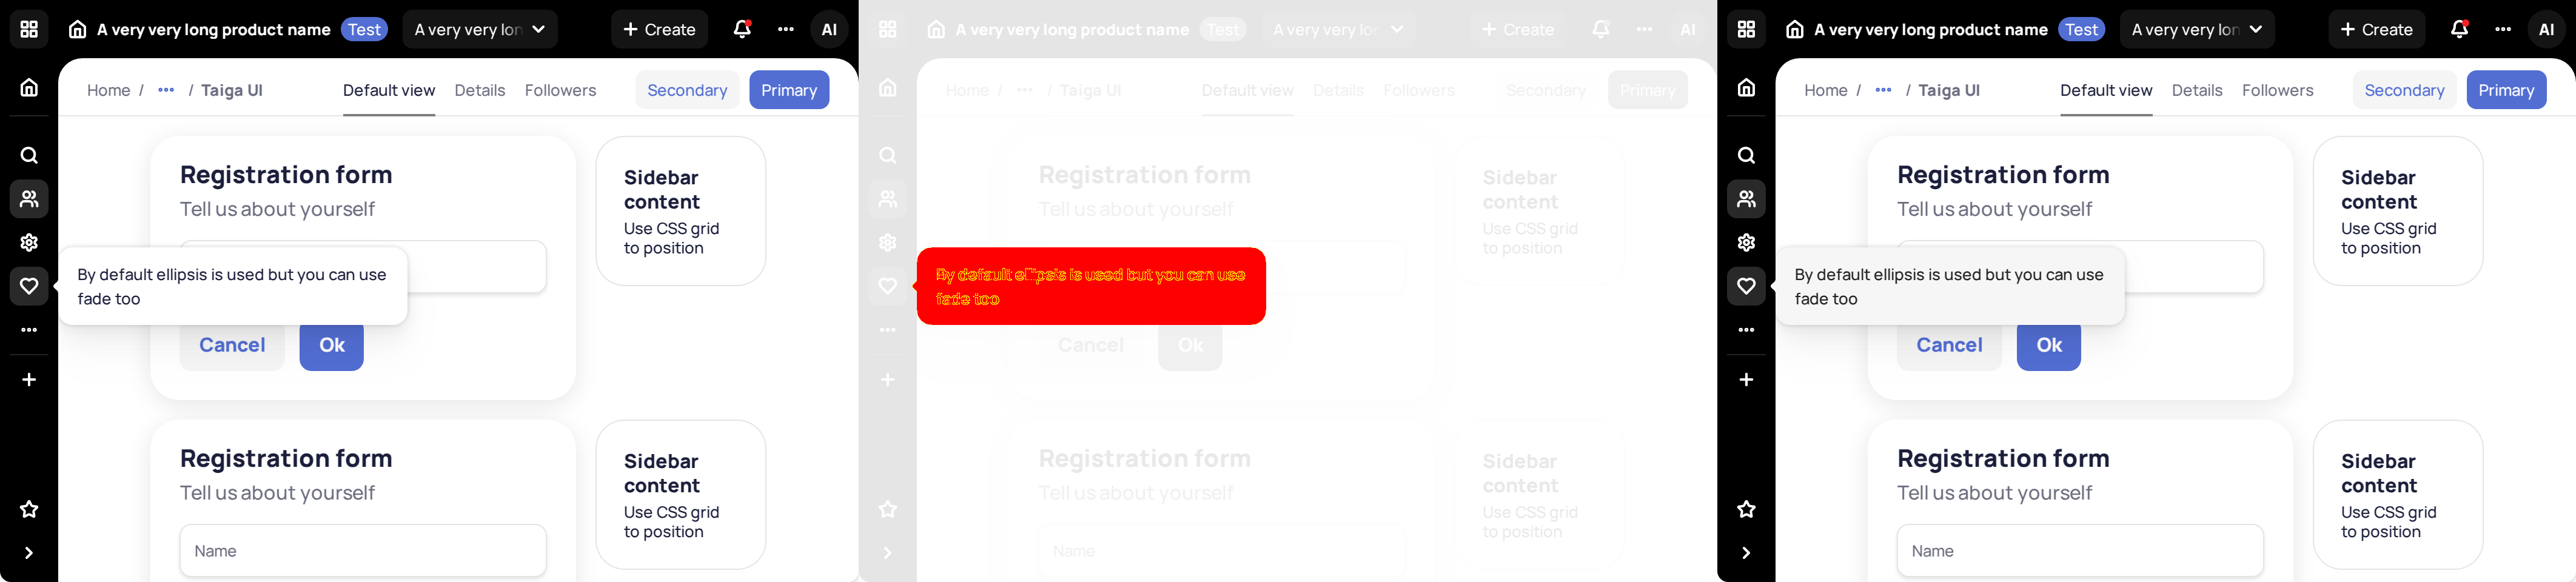 A very very long product name Test A very very lon Create AI
Home / ... / Taiga UI Default view Details Followers Secondary Primary
Registration form
Tell us about yourself
By default ellipsis is used but you can use
fade too
Cancel Ok
Sidebar
content
Use CSS grid
to position
Registration form
Tell us about yourself
Name
Sidebar
content
Use CSS grid
to position
A very very long product name Test A very very lon Create AI
Home / ... / Taiga UI Default view Details Followers Secondary Primary
Registration form
Tell us about yourself
By default ellipsis is used but you can use
fade too
Cancel Ok
Sidebar
content
Use CSS grid
to position
Registration form
Tell us about yourself
Name
Sidebar
content
Use CSS grid
to position
A very very long product name Test A very very lon Create AI
Home / ... / Taiga UI Default view Details Followers Secondary Primary
Registration form
Tell us about yourself
By default ellipsis is used but you can use
fade too
Cancel Ok
Sidebar
content
Use CSS grid
to position
Registration form
Tell us about yourself
Name
Sidebar
content
Use CSS grid
to position